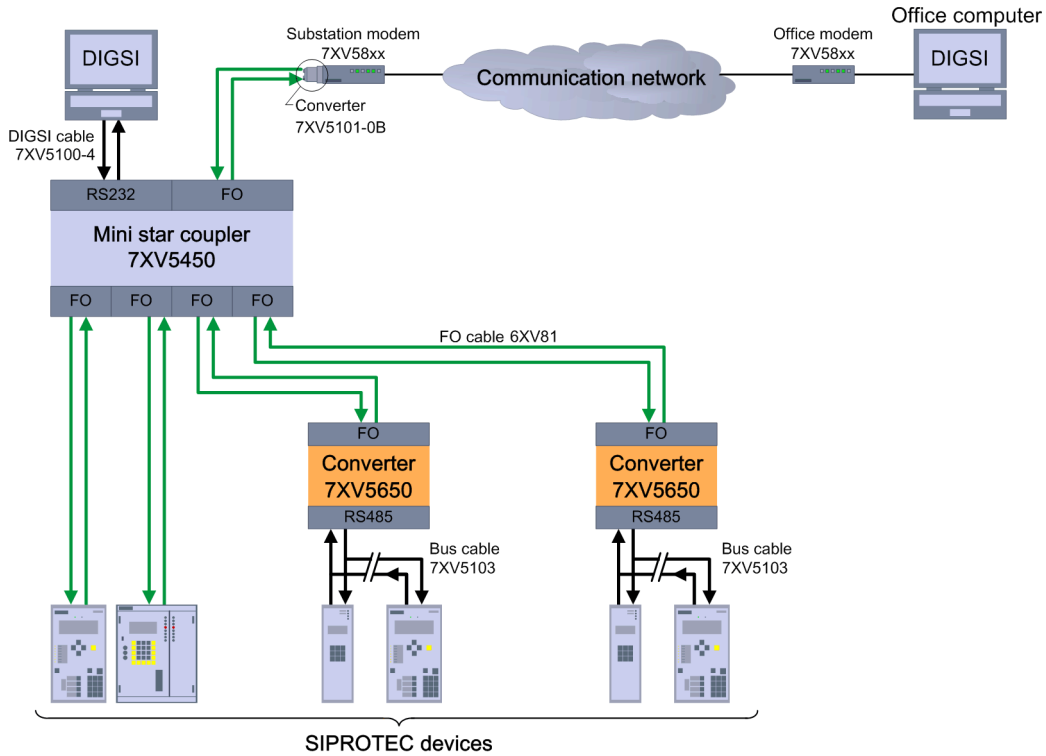 Office computer
Substation modem
7XV58xx
Office modem
7XV58xx
DIGSI
Communication network
DIGSI
Converter
7XV5101-0B
DIGSI cable
7XV5100-4
RS232
FO
Mini star coupler
7XV5450
FO
FO
FO
FO
FO cable 6XV81
FO
Converter
7XV5650
RS485
FO
Converter
7XV5650
RS485
Bus cable
7XV5103
Bus cable
7XV5103
SIPROTEC devices